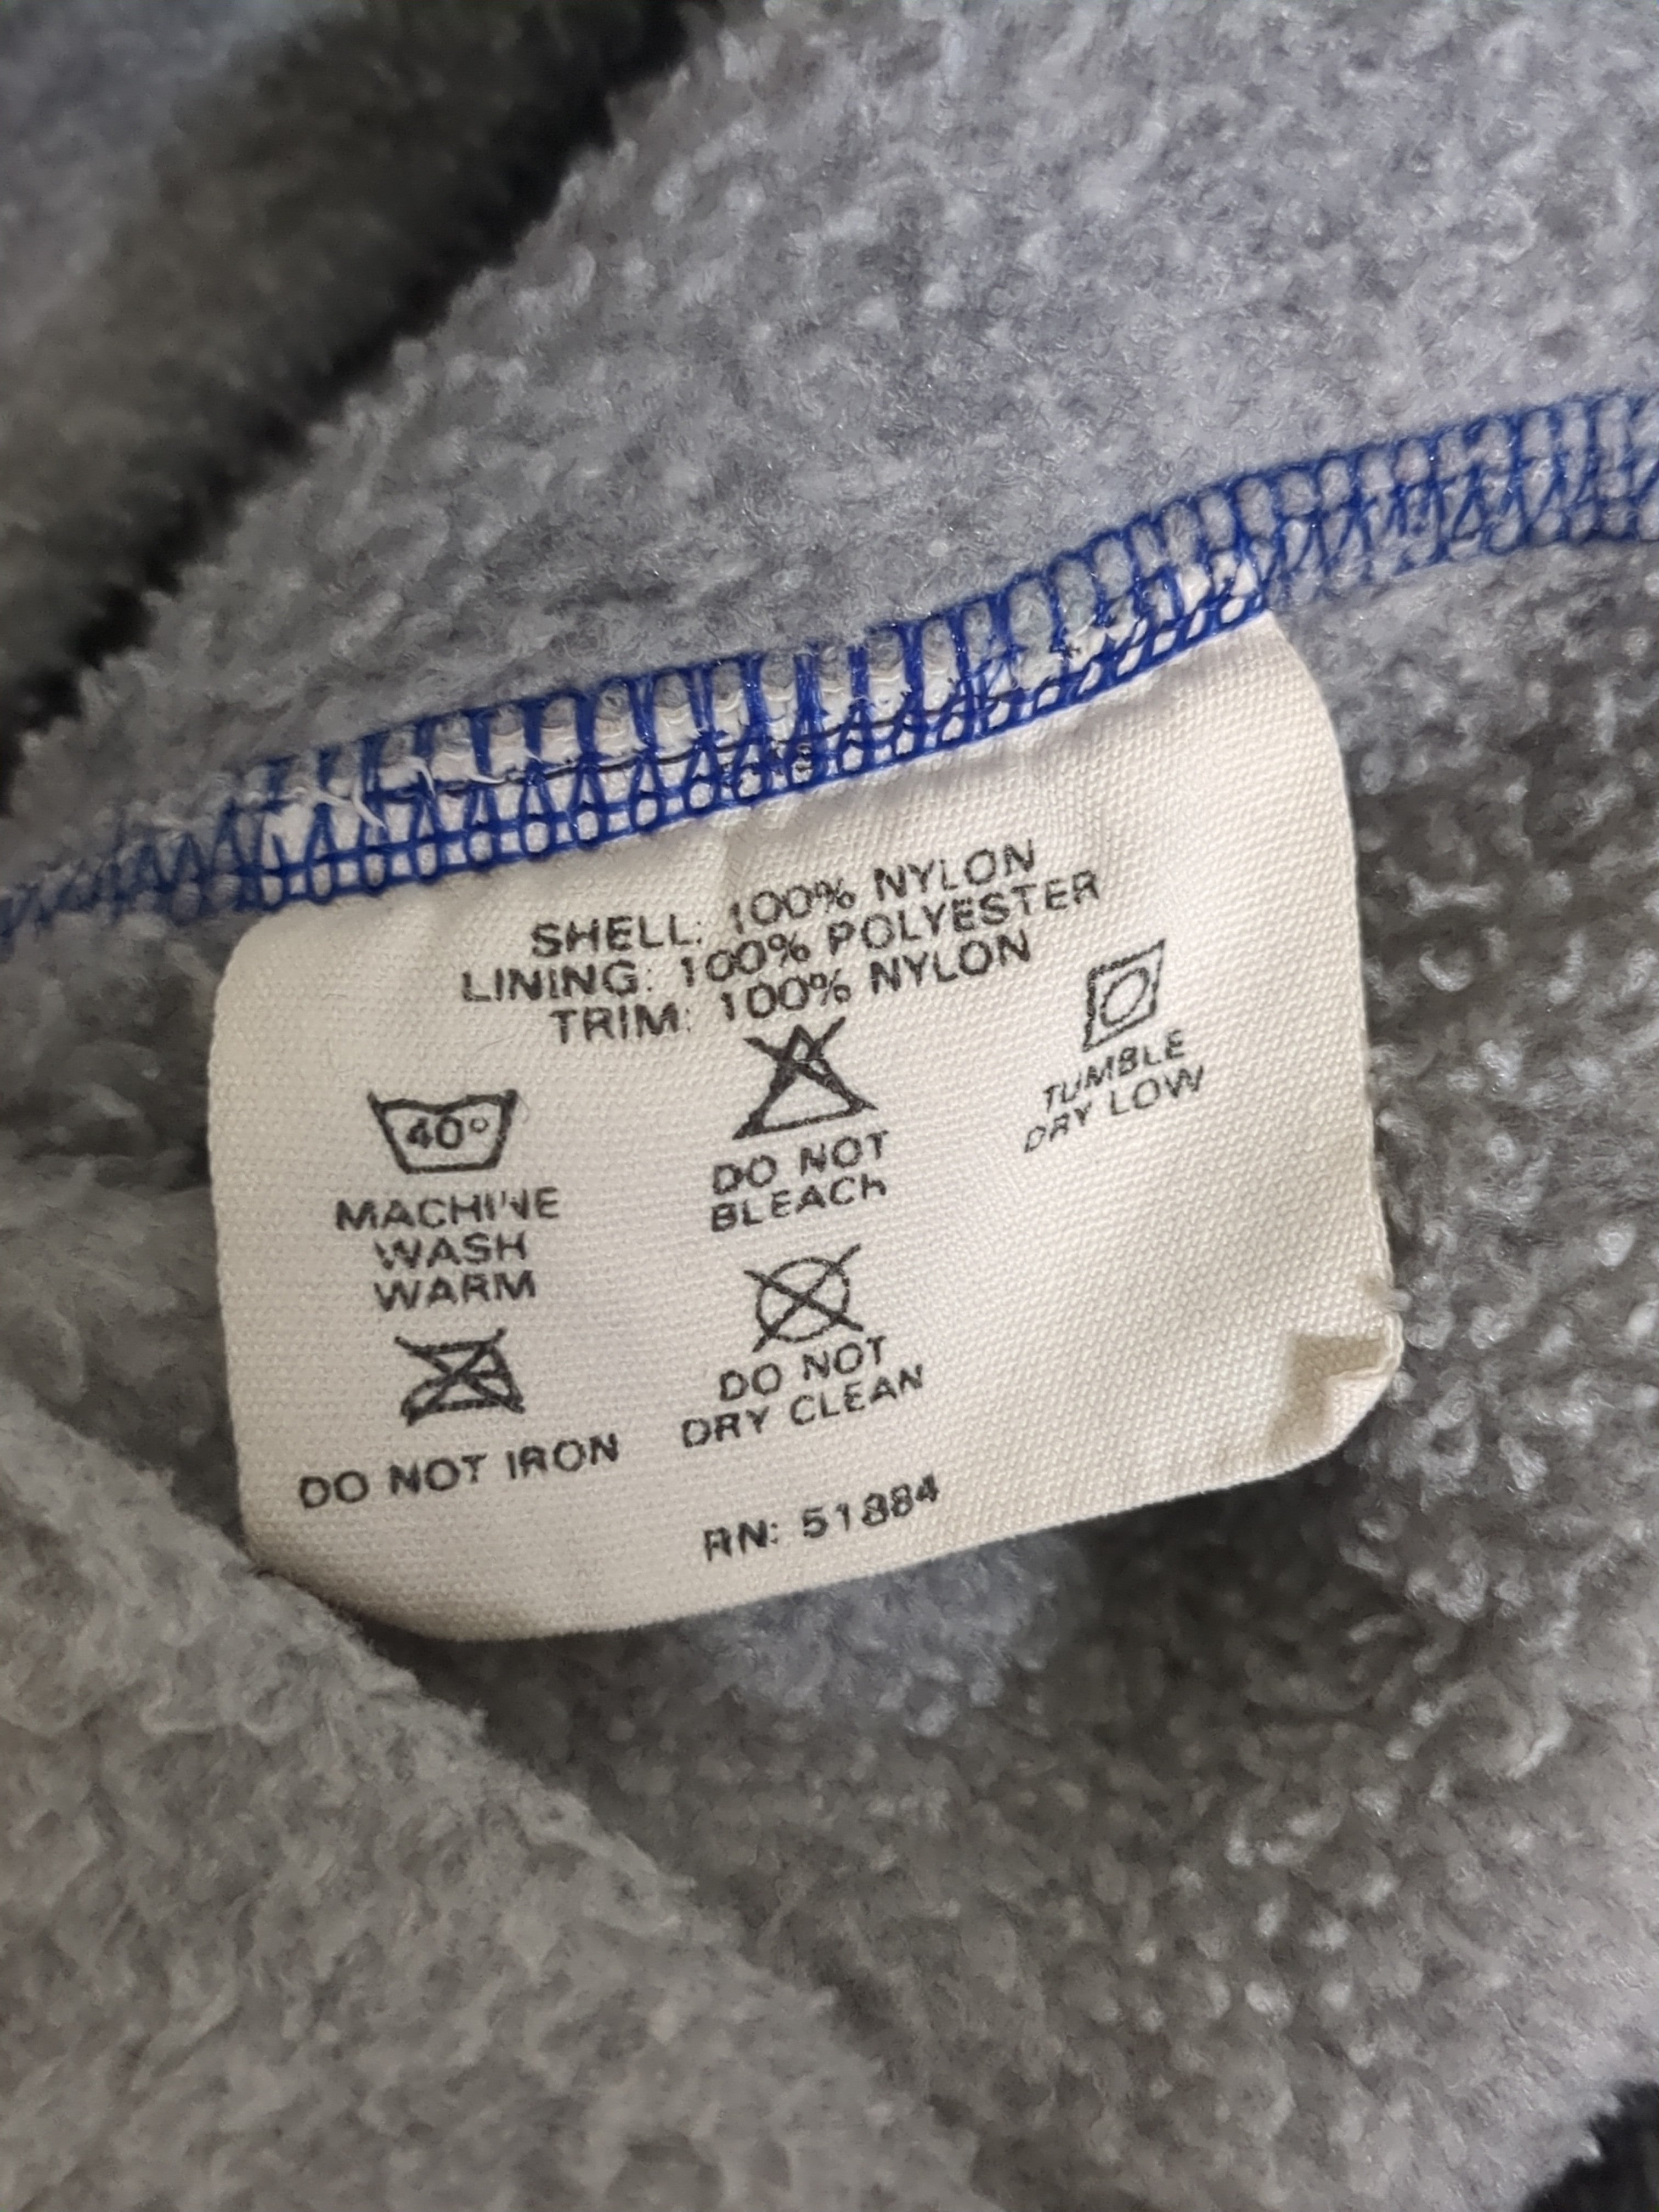 SHELL: 100% NYLON
LINING: 100% POLYESTER
TRIM: 100% NYLON
40°
MACHINE
WASH
WARM
DO NOT
BLEACH
TUMBLE
DRY LOW
DO NOT IRON
DO NOT
DRY CLEAN
RN: 51884